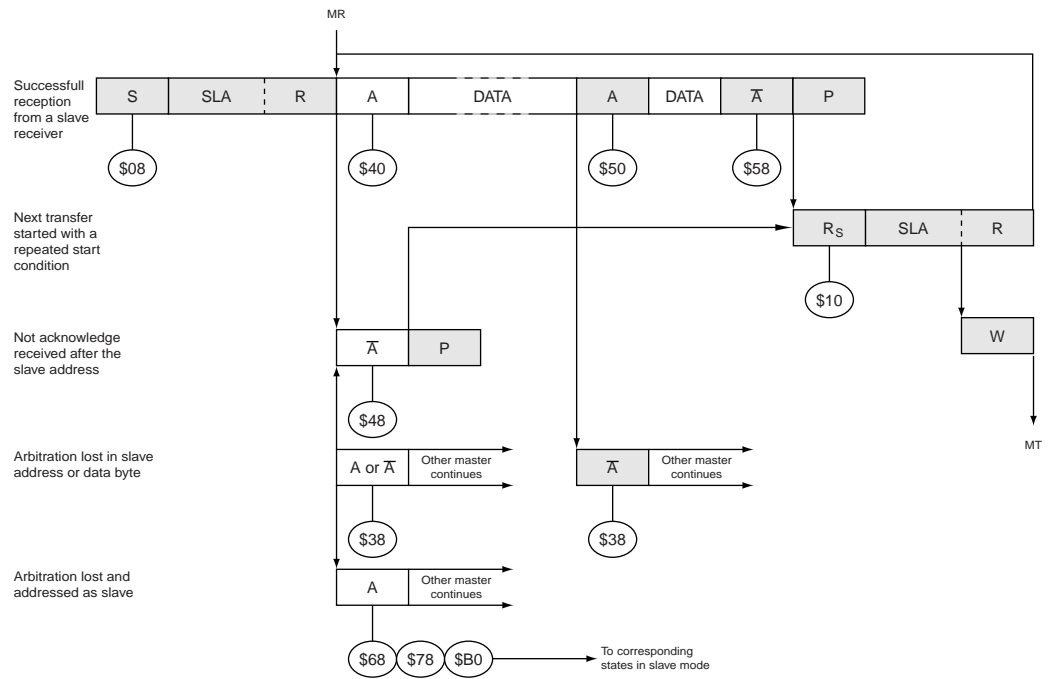 MR
Successfull
reception
from a slave
receiver
S SLA R A DATA A DATA A̅ P
$08 $40 $50 $58
Next transfer
started with a
repeated start
condition
RS SLA R
$10
Not acknowledge
received after the
slave address
A̅ P
W
$48
MT
Arbitration lost in slave
address or data byte
A or A̅
Other master
continues
A̅
Other master
continues
$38 $38
Arbitration lost and
addressed as slave
A
Other master
continues
$68 $78 $B0
To corresponding
states in slave mode